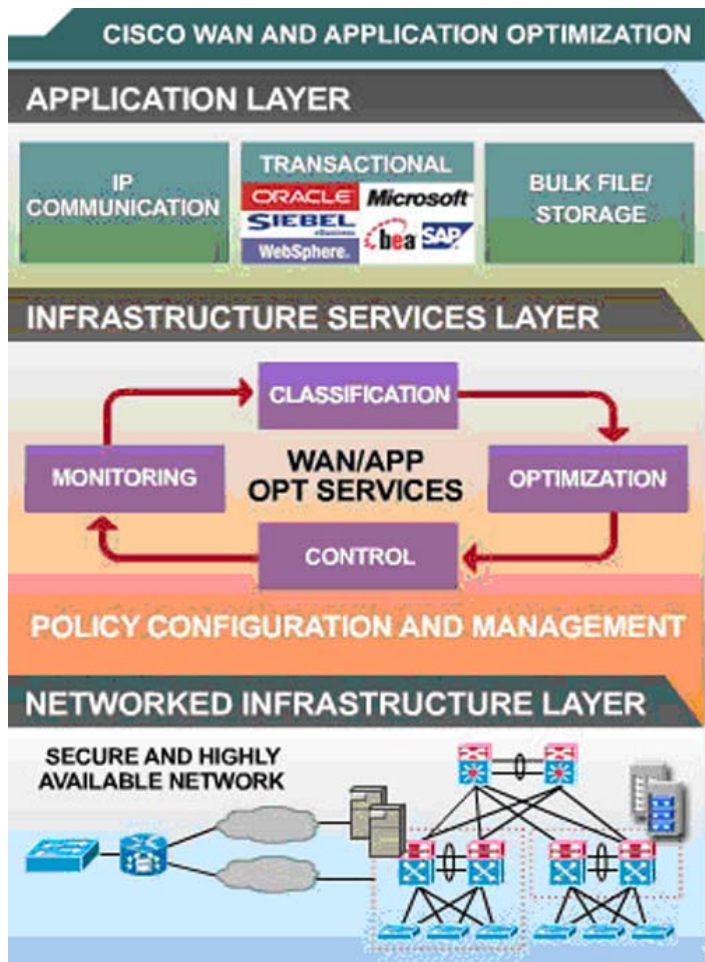 CISCO WAN AND APPLICATION OPTIMIZATION
APPLICATION LAYER
IP
COMMUNICATION
TRANSACTIONAL
ORACLE
Microsoft
SIEBEL
eBusiness
WebSphere.
bea
SAP
BULK FILE/
STORAGE
INFRASTRUCTURE SERVICES LAYER
CLASSIFICATION
MONITORING
WAN/APP
OPT SERVICES
OPTIMIZATION
CONTROL
POLICY CONFIGURATION AND MANAGEMENT
NETWORKED INFRASTRUCTURE LAYER
SECURE AND HIGHLY
AVAILABLE NETWORK